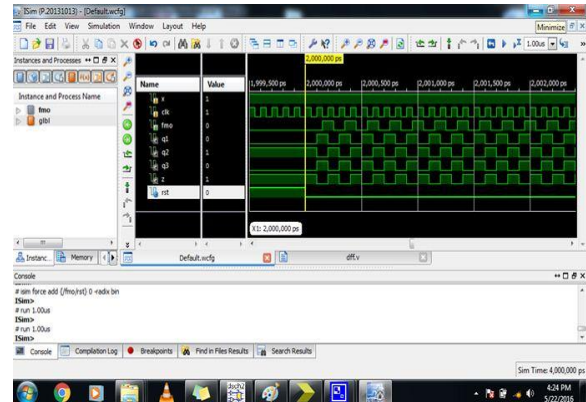 ISim (P.20131013) - [Default.wcfg]
File Edit View Simulation Window Layout Help
Minimize
1.00us
Instances and Processes
Instance and Process Name
fmo
glbl
Name
Value
x 1
clk 1
fmo 0
q1 0
q2 1
q3 0
z 1
rst 0
2,000,000 ps
1,999,500 ps 2,000,000 ps 2,000,500 ps 2,001,000 ps 2,001,500 ps 2,002,000 ps
X1: 2,000,000 ps
Instanc... Memory
Default.wcfg
dff.v
Console
# isim force add {/fmo/rst} 0 -radix bin
ISim>
# run 1.00us
ISim>
# run 1.00us
ISim>
Console Compilation Log Breakpoints Find in Files Results Search Results
Sim Time: 4,000,000 ps
dsch2
4:24 PM
5/22/2016